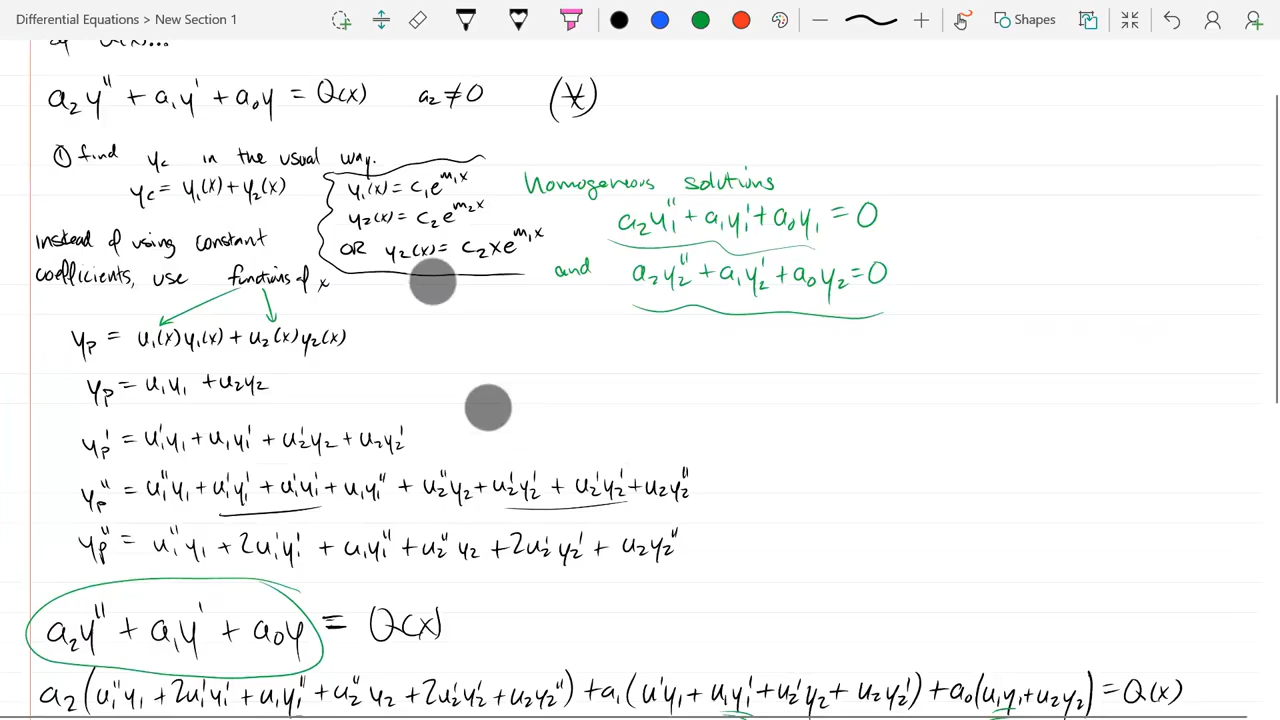 Differential Equations > New Section 1
Shapes
a₂y'' + a₁y' + a₀y = Q(x)   a₂ ≠ 0   (*)
① find yc in the usual way.
yc = y₁(x) + y₂(x)
y₁(x) = c₁e^{m₁x}
y₂(x) = c₂e^{m₂x}
OR y₂(x) = c₂xe^{m₁x}
Homogeneous solutions
a₂y₁'' + a₁y₁' + a₀y₁ = 0
and a₂y₂'' + a₁y₂' + a₀y₂ = 0
instead of using constant
coefficients, use functions of x
yp = u₁(x)y₁(x) + u₂(x)y₂(x)
yp = u₁y₁ + u₂y₂
yp' = u₁'y₁ + u₁y₁' + u₂'y₂ + u₂y₂'
yp'' = u₁''y₁ + u₁'y₁' + u₁'y₁' + u₁y₁'' + u₂''y₂ + u₂'y₂' + u₂'y₂' + u₂y₂''
yp'' = u₁''y₁ + 2u₁'y₁' + u₁y₁'' + u₂''y₂ + 2u₂'y₂' + u₂y₂''
a₂y'' + a₁y' + a₀y = Q(x)
a₂(u₁''y₁ + 2u₁'y₁' + u₁y₁'' + u₂''y₂ + 2u₂'y₂' + u₂y₂'') + a₁(u'y₁ + u₁y₁' + u₂'y₂ + u₂y₂') + a₀(u₁y₁ + u₂y₂) = Q(x)